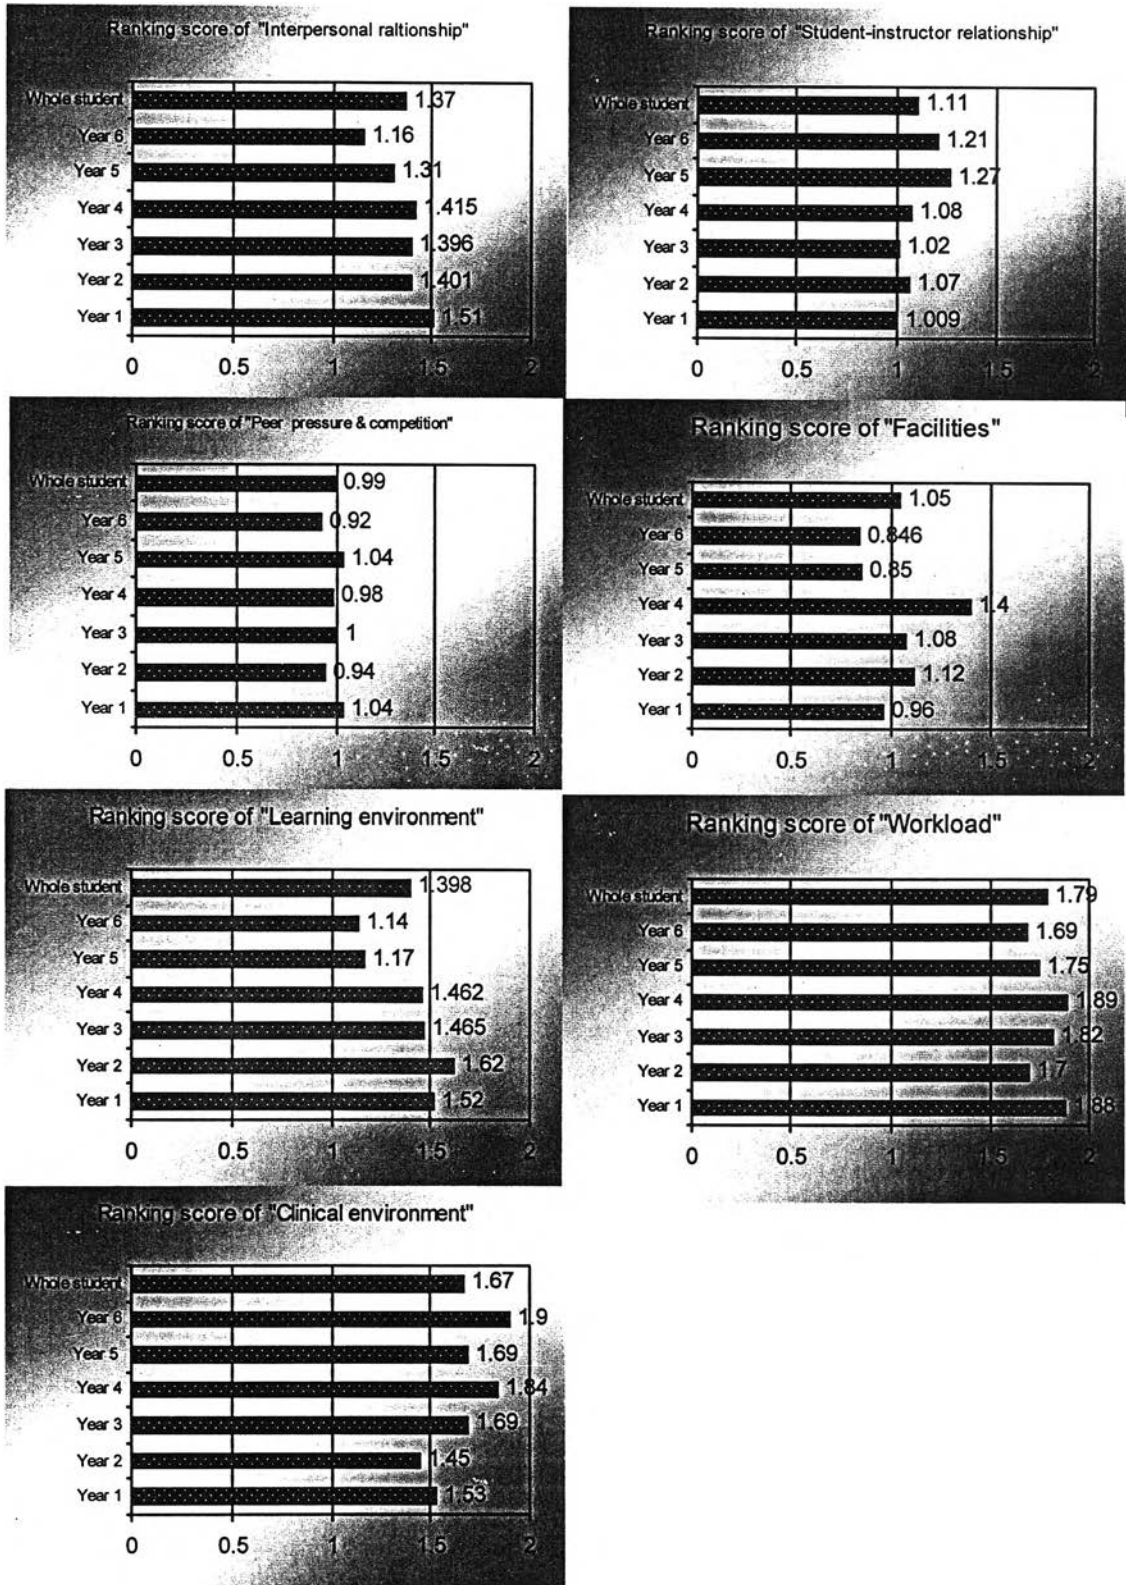 Ranking score of "Interpersonal raltionship"
Whole student 1.37
Year 6 1.16
Year 5 1.31
Year 4 1.415
Year 3 1.396
Year 2 1.401
Year 1 1.51
0 0.5 1 1.5 2
Ranking score of "Student-instructor relationship"
Whole student 1.11
Year 6 1.21
Year 5 1.27
Year 4 1.08
Year 3 1.02
Year 2 1.07
Year 1 1.009
0 0.5 1 1.5 2
Ranking score of "Peer pressure & competition"
Whole student 0.99
Year 6 0.92
Year 5 1.04
Year 4 0.98
Year 3 1
Year 2 0.94
Year 1 1.04
0 0.5 1 1.5 2
Ranking score of "Facilities"
Whole student 1.05
Year 6 0.846
Year 5 0.85
Year 4 1.4
Year 3 1.08
Year 2 1.12
Year 1 0.96
0 0.5 1 1.5 2
Ranking score of "Learning environment"
Whole student 1.398
Year 6 1.14
Year 5 1.17
Year 4 1.462
Year 3 1.465
Year 2 1.62
Year 1 1.52
0 0.5 1 1.5 2
Ranking score of "Workload"
Whole student 1.79
Year 6 1.69
Year 5 1.75
Year 4 1.89
Year 3 1.82
Year 2 1.7
Year 1 1.88
0 0.5 1 1.5 2
Ranking score of "Clinical environment"
Whole student 1.67
Year 6 1.9
Year 5 1.69
Year 4 1.84
Year 3 1.69
Year 2 1.45
Year 1 1.53
0 0.5 1 1.5 2